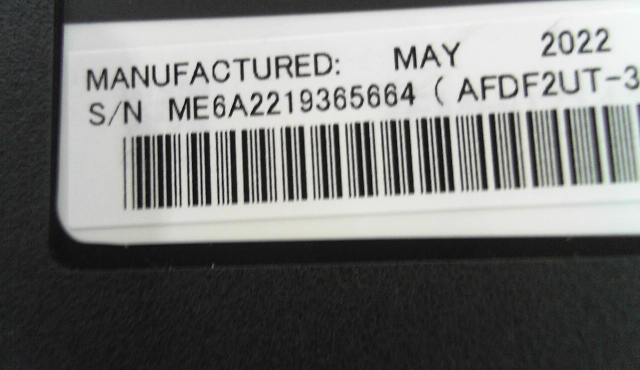 MANUFACTURED: MAY 2022
S/N ME6A2219365664 ( AFDF2UT-3